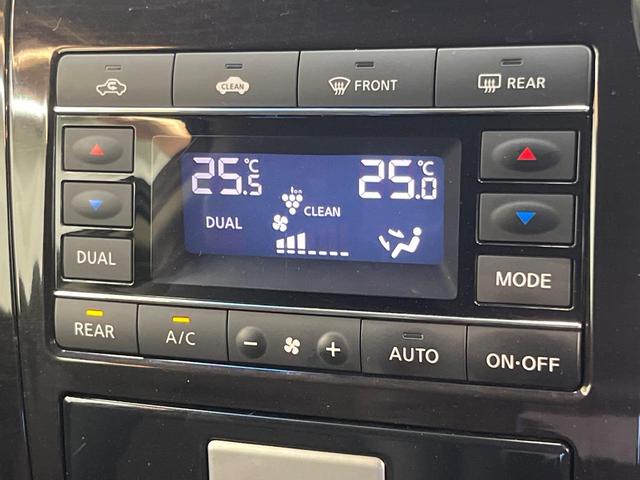 CLEAN
FRONT
REAR
25.5°C
25.0°C
ion
DUAL
CLEAN
DUAL
MODE
REAR
A/C
- +
AUTO
ON·OFF